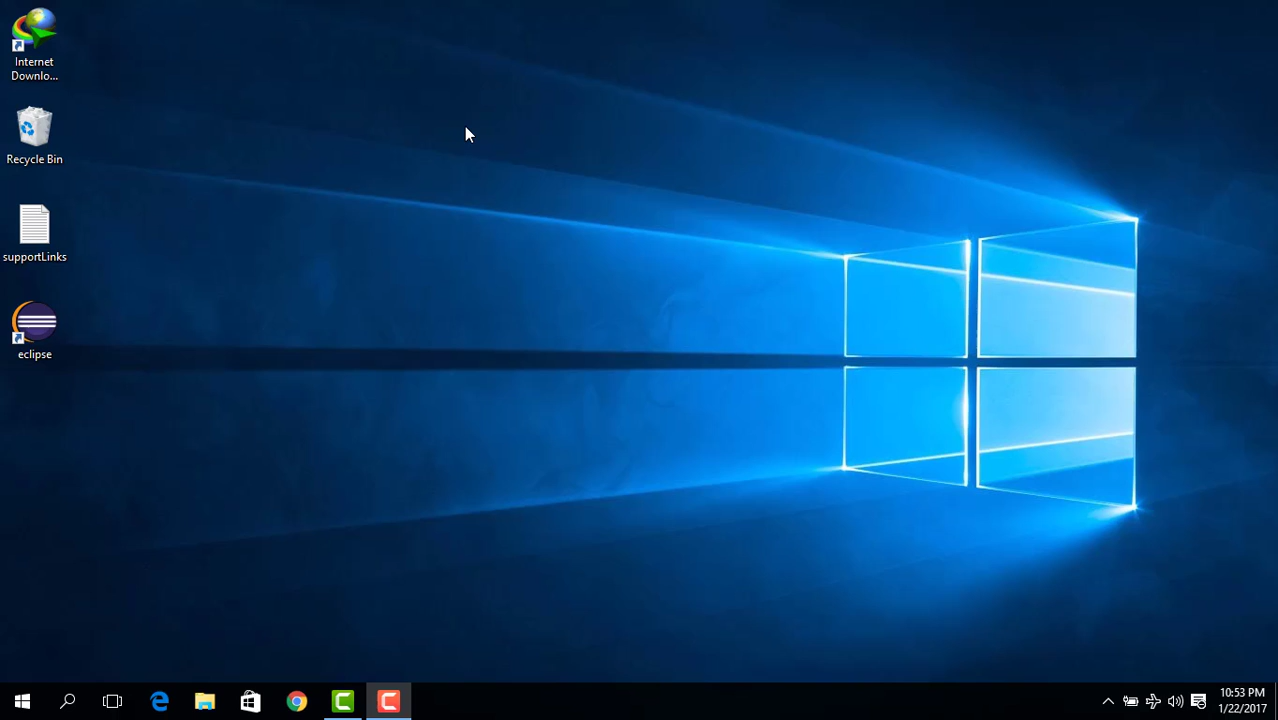 Internet
Downlo...
Recycle Bin
supportLinks
eclipse
10:53 PM
1/22/2017